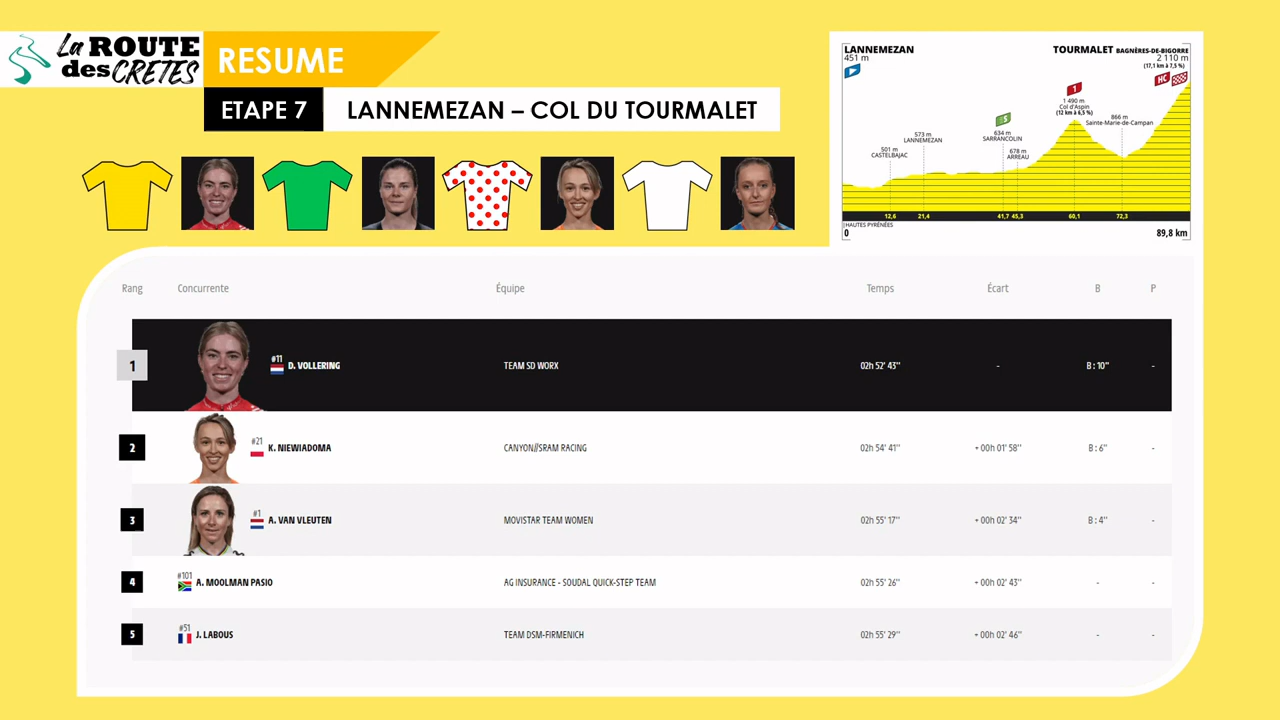 La ROUTE
des CRETES
RESUME
ETAPE 7
LANNEMEZAN – COL DU TOURMALET
LANNEMEZAN
451 m
TOURMALET BAGNÈRES-DE-BIGORRE
2 110 m
(17,1 km à 7,5 %)
HC
1
1 490 m
Col d'Aspin
(12 km à 6,5 %)
S
634 m
SARRANCOLIN
866 m
Sainte-Marie-de-Campan
573 m
LANNEMEZAN
501 m
CASTELBAJAC
678 m
ARREAU
12,6 21,4 41,7 45,3 60,1 72,3
HAUTES PYRÉNÉES
0 89,8 km
Rang Concurrente Équipe Temps Écart B P
1 #11 D. VOLLERING TEAM SD WORX 02h 52' 43'' - B : 10'' -
2 #21 K. NIEWIADOMA CANYON//SRAM RACING 02h 54' 41'' + 00h 01' 58'' B : 6'' -
3 #1 A. VAN VLEUTEN MOVISTAR TEAM WOMEN 02h 55' 17'' + 00h 02' 34'' B : 4'' -
4 #101 A. MOOLMAN PASIO AG INSURANCE - SOUDAL QUICK-STEP TEAM 02h 55' 26'' + 00h 02' 43'' - -
5 #51 J. LABOUS TEAM DSM-FIRMENICH 02h 55' 29'' + 00h 02' 46'' - -